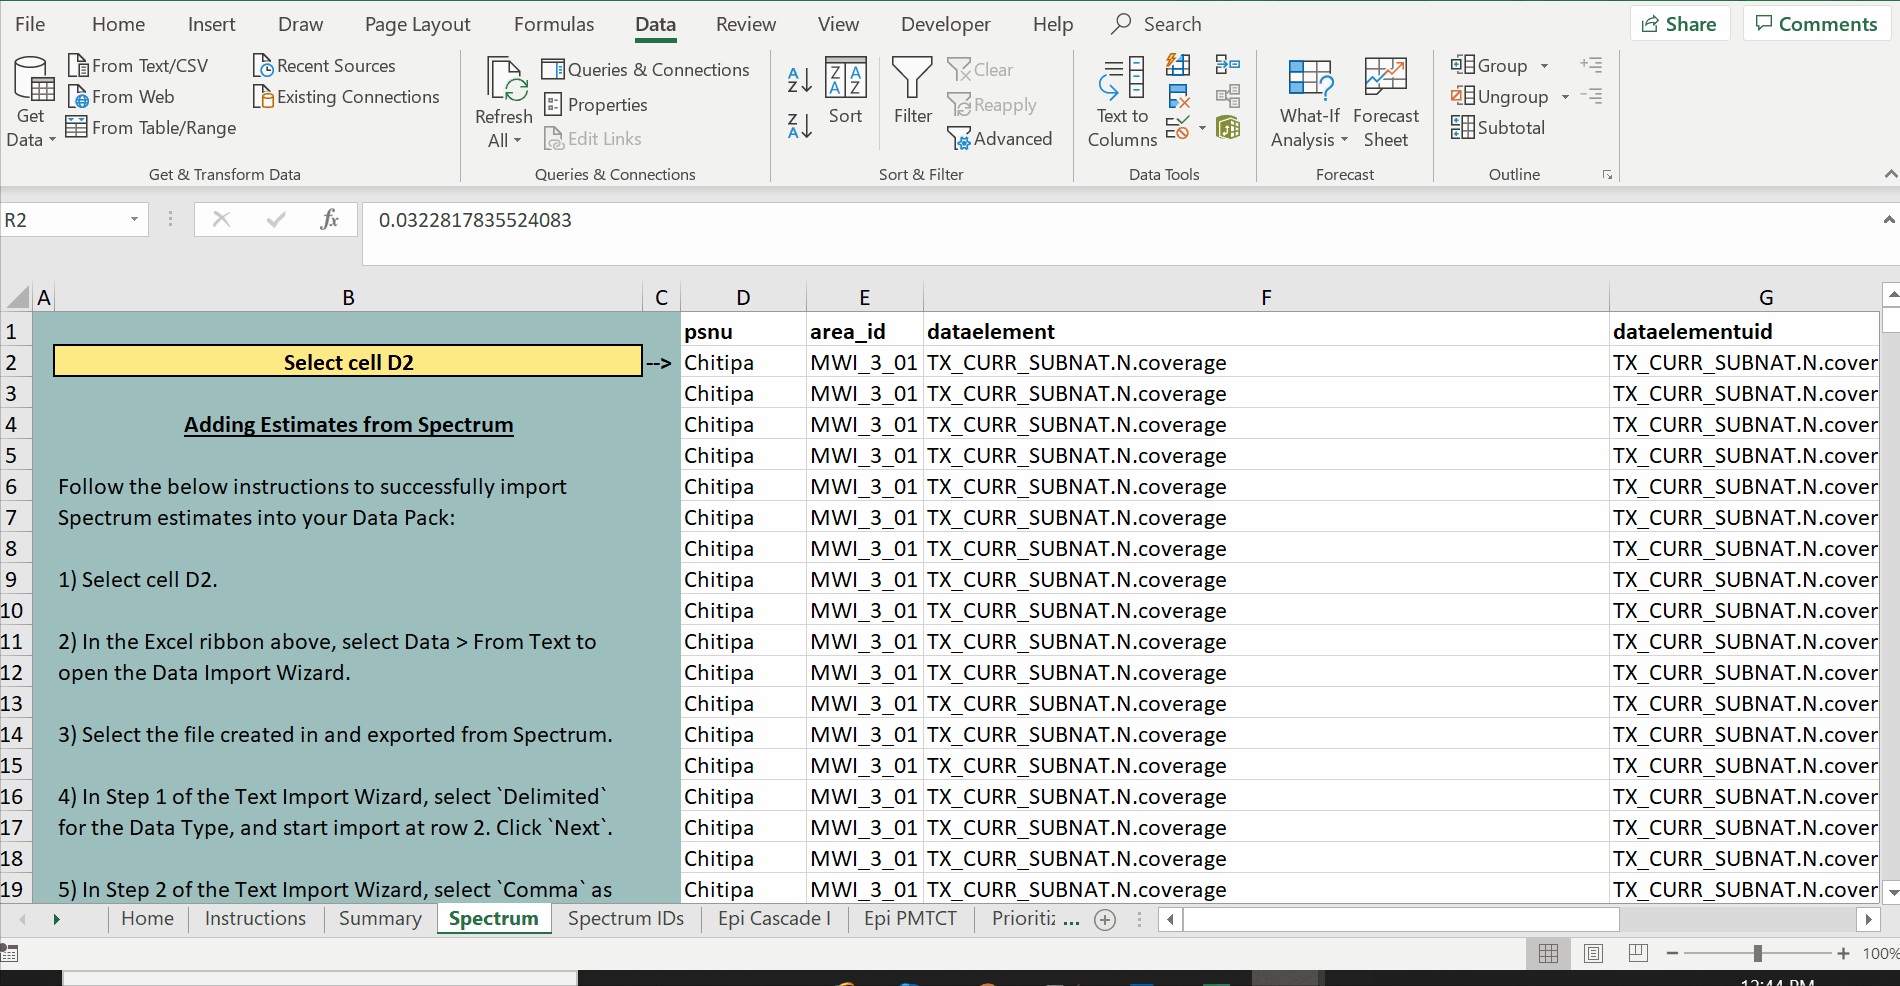 File Home Insert Draw Page Layout Formulas Data Review View Developer Help Search Share Comments
Get Data
From Text/CSV
From Web
From Table/Range
Recent Sources
Existing Connections
Get & Transform Data
Refresh All
Queries & Connections
Properties
Edit Links
Queries & Connections
Sort
Filter
Clear
Reapply
Advanced
Sort & Filter
Text to Columns
Data Tools
What-If Analysis
Forecast Sheet
Forecast
Group
Ungroup
Subtotal
Outline
R2 fx 0.0322817835524083
A B C D E F G
1 psnu area_id dataelement dataelementuid
2 Select cell D2 --> Chitipa MWI_3_01 TX_CURR_SUBNAT.N.coverage TX_CURR_SUBNAT.N.cover
3 Chitipa MWI_3_01 TX_CURR_SUBNAT.N.coverage TX_CURR_SUBNAT.N.cover
4 Adding Estimates from Spectrum Chitipa MWI_3_01 TX_CURR_SUBNAT.N.coverage TX_CURR_SUBNAT.N.cover
5 Chitipa MWI_3_01 TX_CURR_SUBNAT.N.coverage TX_CURR_SUBNAT.N.cover
6 Follow the below instructions to successfully import Chitipa MWI_3_01 TX_CURR_SUBNAT.N.coverage TX_CURR_SUBNAT.N.cover
7 Spectrum estimates into your Data Pack: Chitipa MWI_3_01 TX_CURR_SUBNAT.N.coverage TX_CURR_SUBNAT.N.cover
8 Chitipa MWI_3_01 TX_CURR_SUBNAT.N.coverage TX_CURR_SUBNAT.N.cover
9 1) Select cell D2. Chitipa MWI_3_01 TX_CURR_SUBNAT.N.coverage TX_CURR_SUBNAT.N.cover
10 Chitipa MWI_3_01 TX_CURR_SUBNAT.N.coverage TX_CURR_SUBNAT.N.cover
11 2) In the Excel ribbon above, select Data > From Text to Chitipa MWI_3_01 TX_CURR_SUBNAT.N.coverage TX_CURR_SUBNAT.N.cover
12 open the Data Import Wizard. Chitipa MWI_3_01 TX_CURR_SUBNAT.N.coverage TX_CURR_SUBNAT.N.cover
13 Chitipa MWI_3_01 TX_CURR_SUBNAT.N.coverage TX_CURR_SUBNAT.N.cover
14 3) Select the file created in and exported from Spectrum. Chitipa MWI_3_01 TX_CURR_SUBNAT.N.coverage TX_CURR_SUBNAT.N.cover
15 Chitipa MWI_3_01 TX_CURR_SUBNAT.N.coverage TX_CURR_SUBNAT.N.cover
16 4) In Step 1 of the Text Import Wizard, select `Delimited` Chitipa MWI_3_01 TX_CURR_SUBNAT.N.coverage TX_CURR_SUBNAT.N.cover
17 for the Data Type, and start import at row 2. Click `Next`. Chitipa MWI_3_01 TX_CURR_SUBNAT.N.coverage TX_CURR_SUBNAT.N.cover
18 Chitipa MWI_3_01 TX_CURR_SUBNAT.N.coverage TX_CURR_SUBNAT.N.cover
19 5) In Step 2 of the Text Import Wizard, select `Comma` as Chitipa MWI_3_01 TX_CURR_SUBNAT.N.coverage TX_CURR_SUBNAT.N.cover
Home Instructions Summary Spectrum Spectrum IDs Epi Cascade I Epi PMTCT Prioritiz ...
100%
12:44 PM